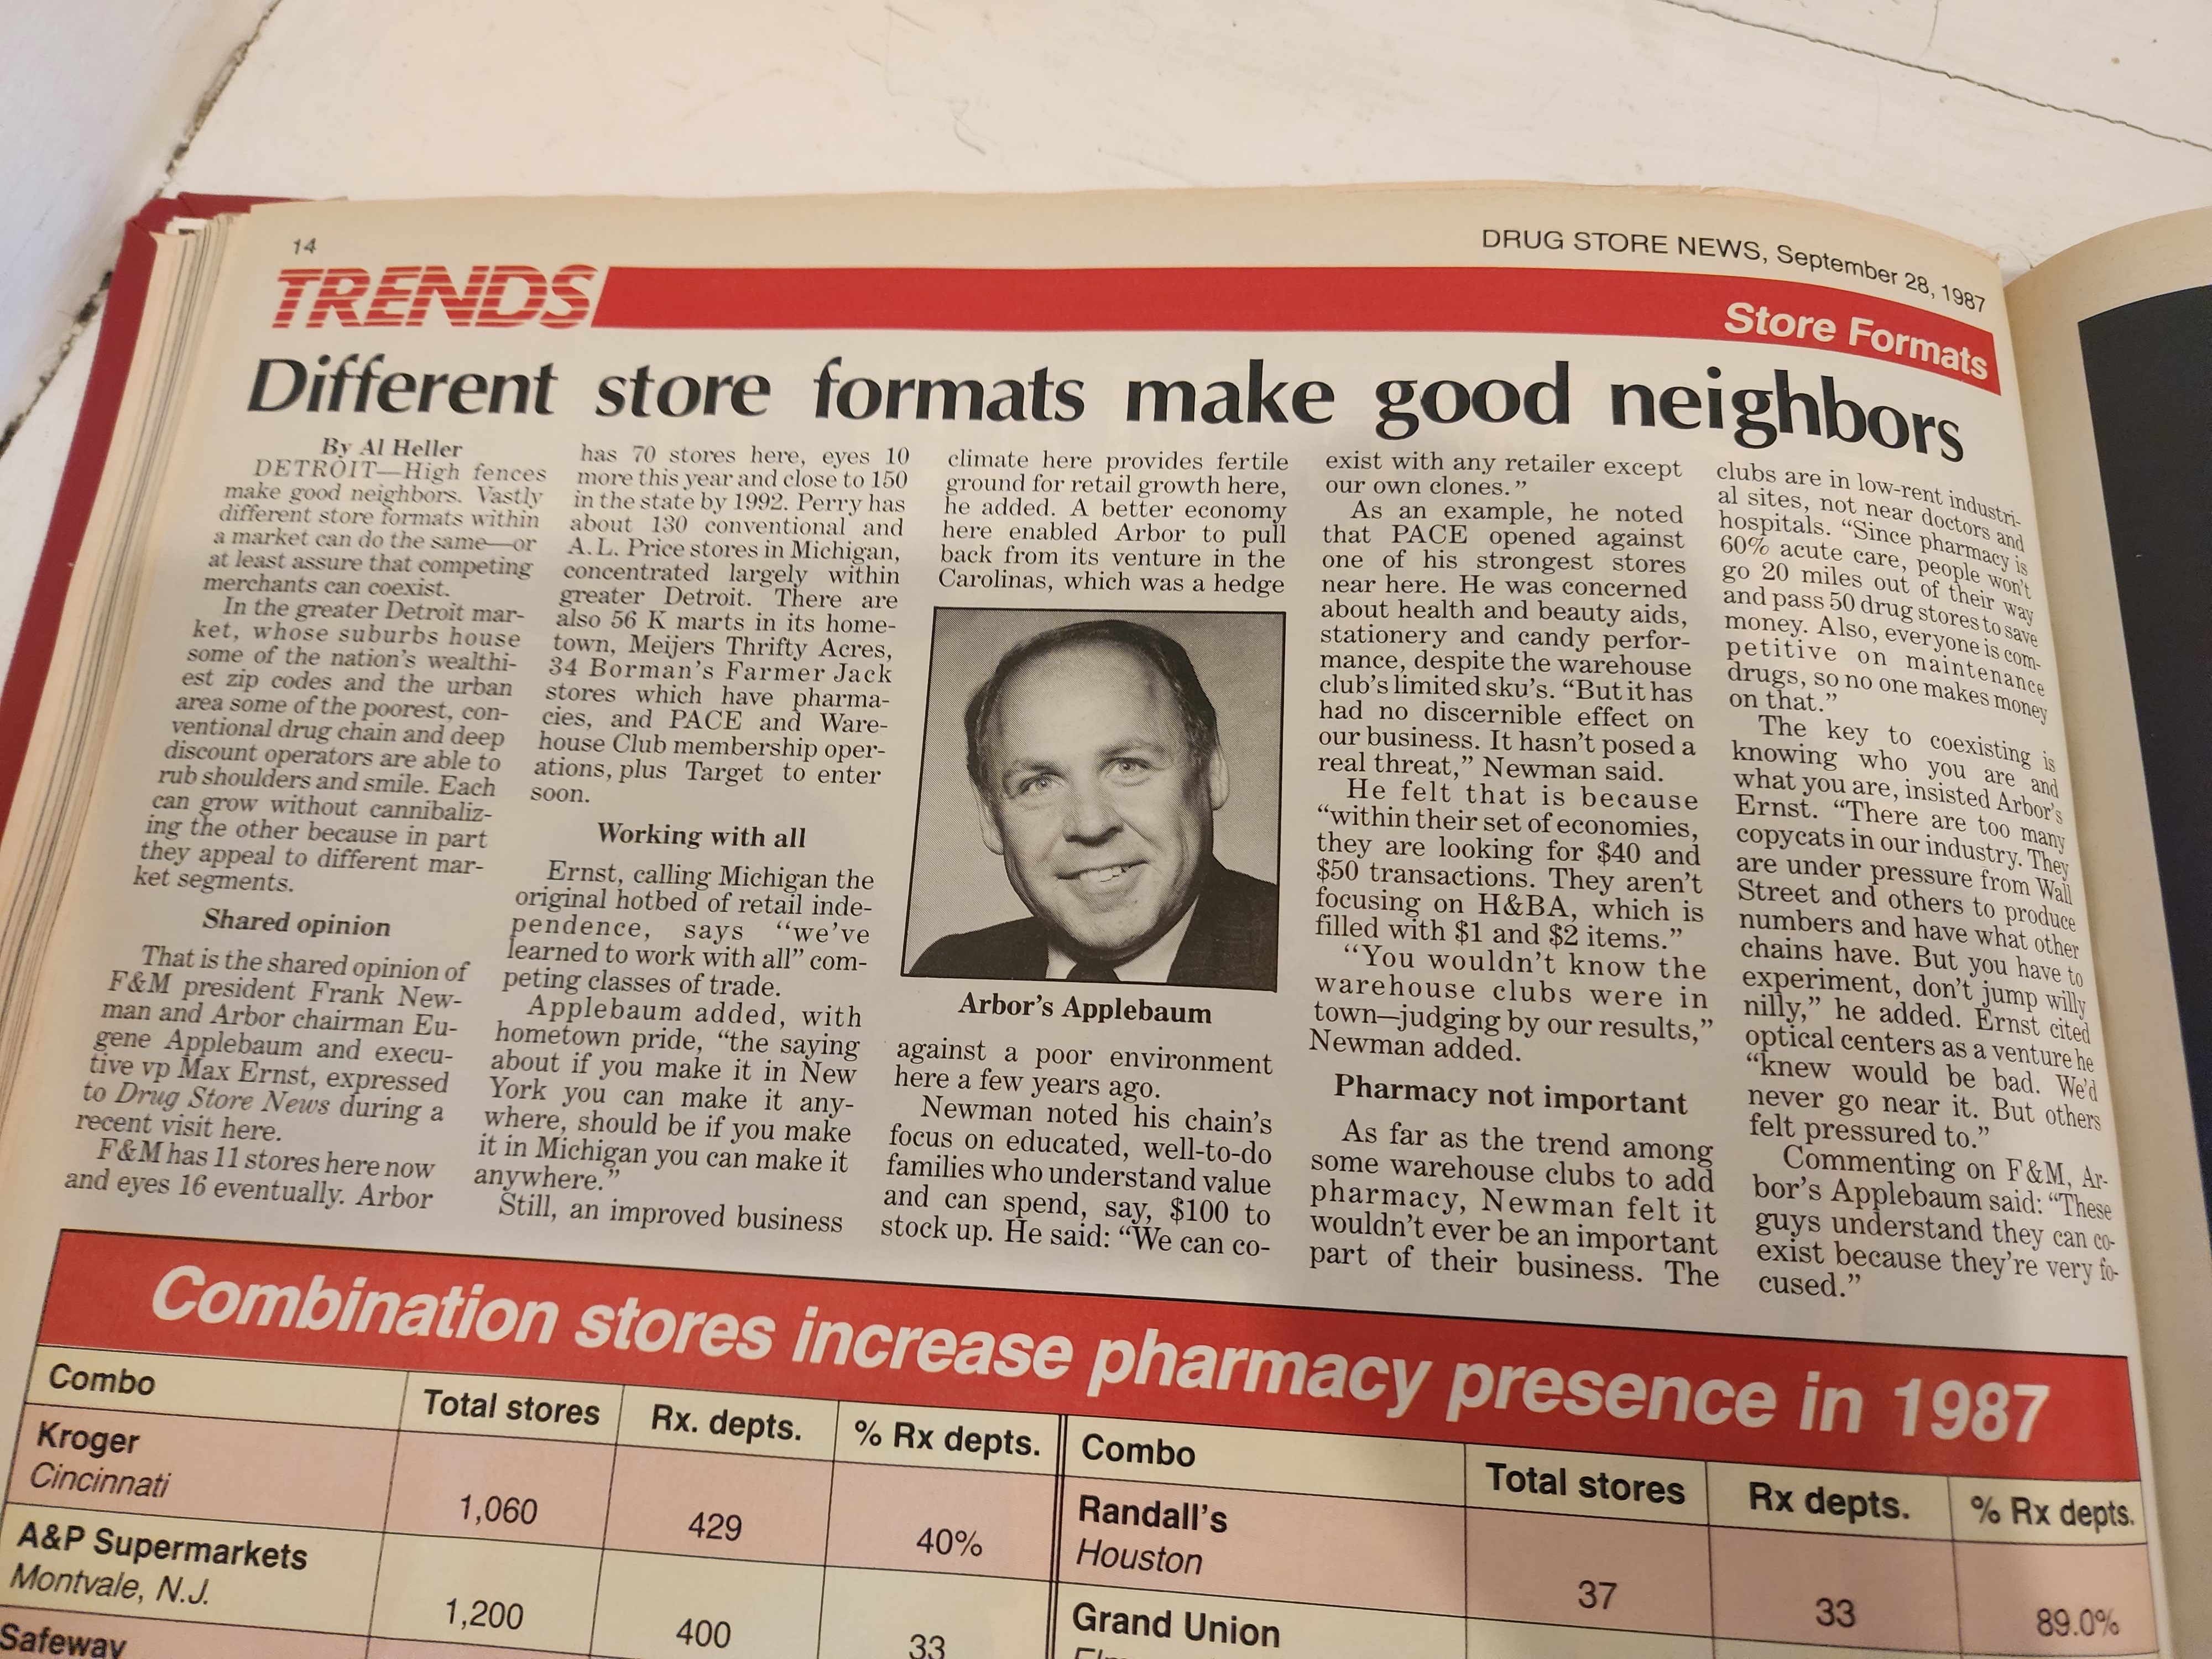 14
DRUG STORE NEWS, September 28, 1987
TRENDS
Store Formats
Different store formats make good neighbors
By Al Heller
DETROIT—High fences
make good neighbors. Vastly
different store formats within
a market can do the same—or
at least assure that competing
merchants can coexist.
In the greater Detroit mar-
ket, whose suburbs house
some of the nation's wealthi-
est zip codes and the urban
area some of the poorest, con-
ventional drug chain and deep
discount operators are able to
rub shoulders and smile. Each
can grow without cannibaliz-
ing the other because in part
they appeal to different mar-
ket segments.
Shared opinion
That is the shared opinion of
F&M president Frank New-
man and Arbor chairman Eu-
gene Applebaum and execu-
tive vp Max Ernst, expressed
to Drug Store News during a
recent visit here.
F&M has 11 stores here now
and eyes 16 eventually. Arbor
has 70 stores here, eyes 10
more this year and close to 150
in the state by 1992. Perry has
about 130 conventional and
A.L. Price stores in Michigan,
concentrated largely within
greater Detroit. There are
also 56 K marts in its home-
town, Meijers Thrifty Acres,
34 Borman's Farmer Jack
stores which have pharma-
cies, and PACE and Ware-
house Club membership oper-
ations, plus Target to enter
soon.
Working with all
Ernst, calling Michigan the
original hotbed of retail inde-
pendence, says "we've
learned to work with all" com-
peting classes of trade.
Applebaum added, with
hometown pride, "the saying
about if you make it in New
York you can make it any-
where, should be if you make
it in Michigan you can make it
anywhere."
Still, an improved business
climate here provides fertile
ground for retail growth here,
he added. A better economy
here enabled Arbor to pull
back from its venture in the
Carolinas, which was a hedge
Arbor's Applebaum
against a poor environment
here a few years ago.
Newman noted his chain's
focus on educated, well-to-do
families who understand value
and can spend, say, $100 to
stock up. He said: "We can co-
exist with any retailer except
our own clones."
As an example, he noted
that PACE opened against
one of his strongest stores
near here. He was concerned
about health and beauty aids,
stationery and candy perfor-
mance, despite the warehouse
club's limited sku's. "But it has
had no discernible effect on
our business. It hasn't posed a
real threat," Newman said.
He felt that is because
"within their set of economies,
they are looking for $40 and
$50 transactions. They aren't
focusing on H&BA, which is
filled with $1 and $2 items."
"You wouldn't know the
warehouse clubs were in
town—judging by our results,"
Newman added.
Pharmacy not important
As far as the trend among
some warehouse clubs to add
pharmacy, Newman felt it
wouldn't ever be an important
part of their business. The
clubs are in low-rent industri-
al sites, not near doctors and
hospitals. "Since pharmacy is
60% acute care, people won't
go 20 miles out of their way
and pass 50 drug stores to save
money. Also, everyone is com-
petitive on maintenance
drugs, so no one makes money
on that."
The key to coexisting is
knowing who you are and
what you are, insisted Arbor's
Ernst. "There are too many
copycats in our industry. They
are under pressure from Wall
Street and others to produce
numbers and have what other
chains have. But you have to
experiment, don't jump willy
nilly," he added. Ernst cited
optical centers as a venture he
"knew would be bad. We'd
never go near it. But others
felt pressured to."
Commenting on F&M, Ar-
bor's Applebaum said: "These
guys understand they can co-
exist because they're very fo-
cused."
Combination stores increase pharmacy presence in 1987
Combo Total stores Rx. depts. % Rx depts.
Kroger
Cincinnati
1,060 429 40%
A&P Supermarkets
Montvale, N.J.
1,200 400 33
Safeway
Combo Total stores Rx depts. % Rx depts.
Randall's
Houston
37 33 89.0%
Grand Union